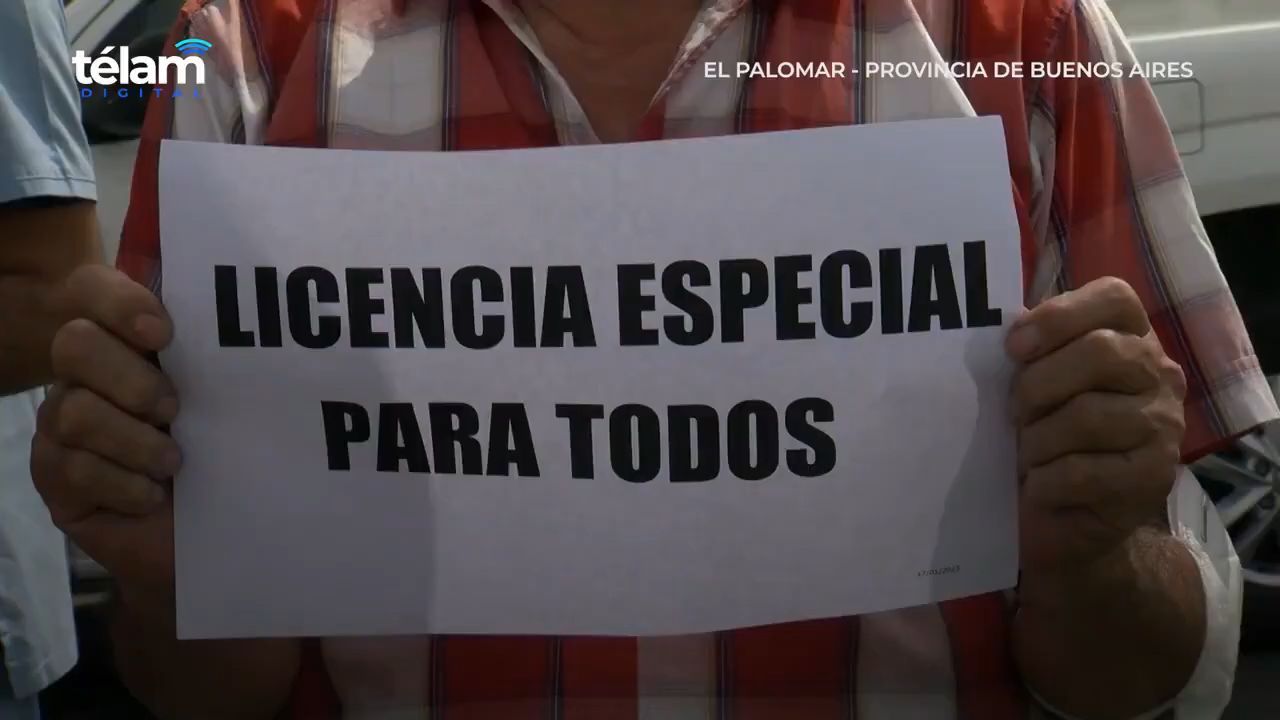 télam
DIGITAL
EL PALOMAR - PROVINCIA DE BUENOS AIRES
LICENCIA ESPECIAL
PARA TODOS